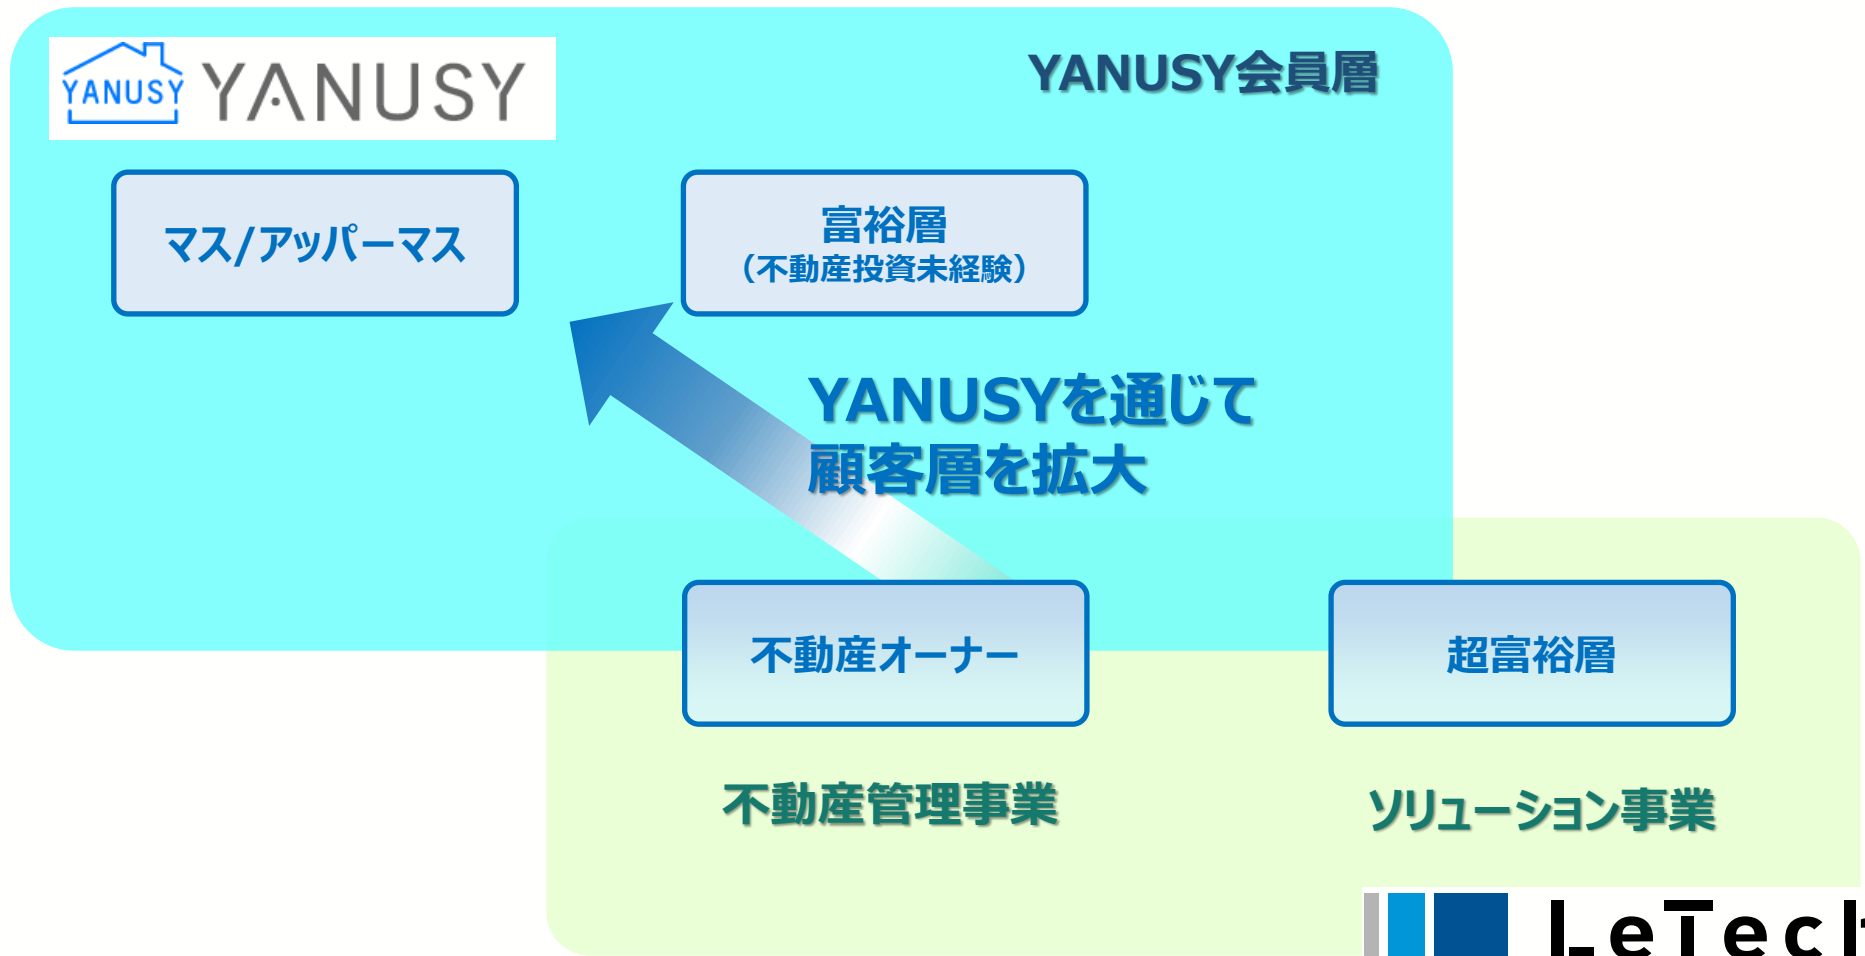 YANUSY
YANUSY
YANUSY会員層
マス/アッパーマス
富裕層
（不動産投資未経験）
YANUSYを通じて
顧客層を拡大
不動産オーナー
超富裕層
不動産管理事業
ソリューション事業
LeTech